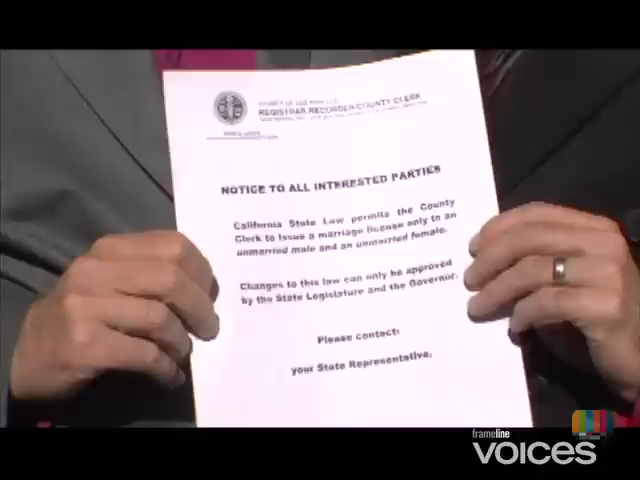 COUNTY OF LOS ANGELES
REGISTRAR-RECORDER/COUNTY CLERK
NOTICE TO ALL INTERESTED PARTIES
California State Law permits the County
Clerk to issue a marriage license only to an
unmarried male and an unmarried female.
Changes to this law can only be approved
by the State Legislature and the Governor.
Please contact:
your State Representative.
frameline
VOICES